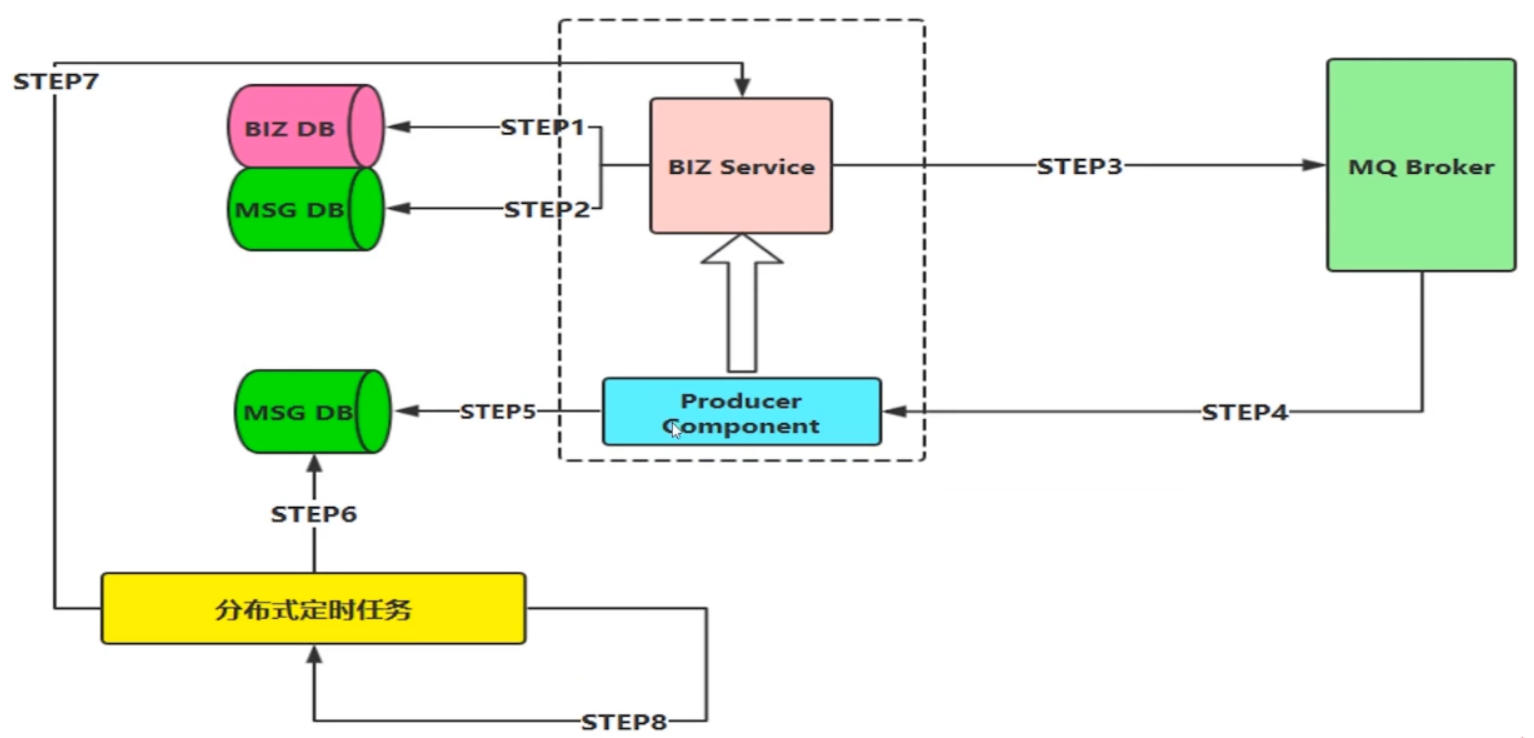 STEP7
BIZ DB
STEP1
BIZ Service
STEP3
MQ Broker
MSG DB
STEP2
Producer
Component
MSG DB
STEP5
STEP4
STEP6
分布式定时任务
STEP8